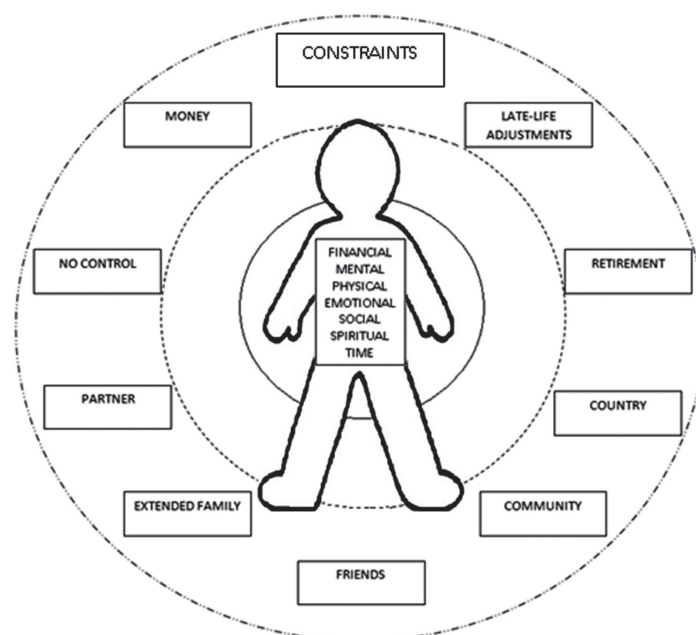 CONSTRAINTS
MONEY
LATE-LIFE
ADJUSTMENTS
NO CONTROL
RETIREMENT
FINANCIAL
MENTAL
PHYSICAL
EMOTIONAL
SOCIAL
SPIRITUAL
TIME
PARTNER
COUNTRY
EXTENDED FAMILY
COMMUNITY
FRIENDS